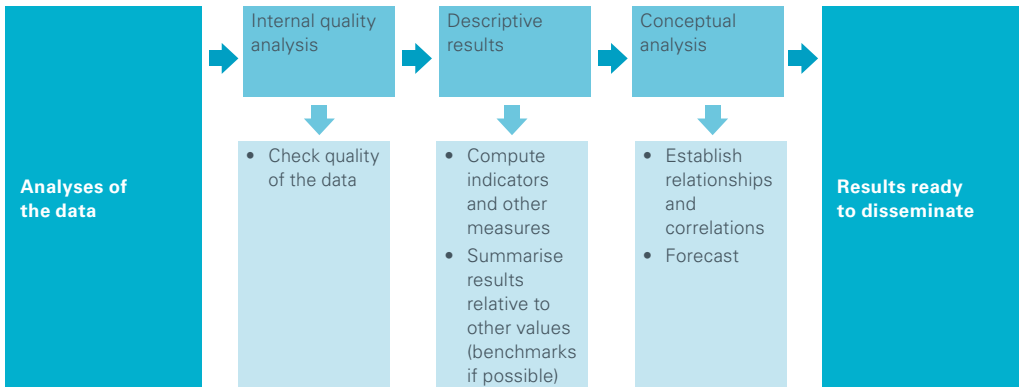 Analyses of
the data
Internal quality
analysis
• Check quality
of the data
Descriptive
results
• Compute
indicators
and other
measures
• Summarise
results
relative to
other values
(benchmarks
if possible)
Conceptual
analysis
• Establish
relationships
and
correlations
• Forecast
Results ready
to disseminate